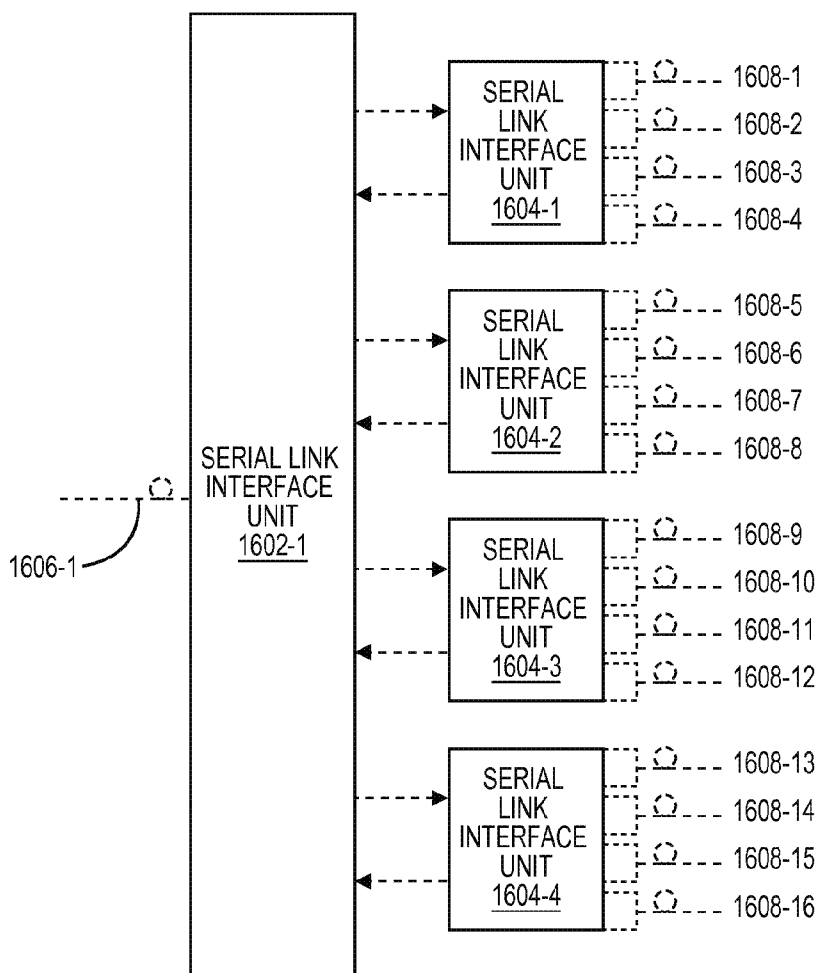 SERIAL LINK
INTERFACE
UNIT
1602-1
1606-1
SERIAL
LINK
INTERFACE
UNIT
1604-1
1608-1
1608-2
1608-3
1608-4
SERIAL
LINK
INTERFACE
UNIT
1604-2
1608-5
1608-6
1608-7
1608-8
SERIAL
LINK
INTERFACE
UNIT
1604-3
1608-9
1608-10
1608-11
1608-12
SERIAL
LINK
INTERFACE
UNIT
1604-4
1608-13
1608-14
1608-15
1608-16